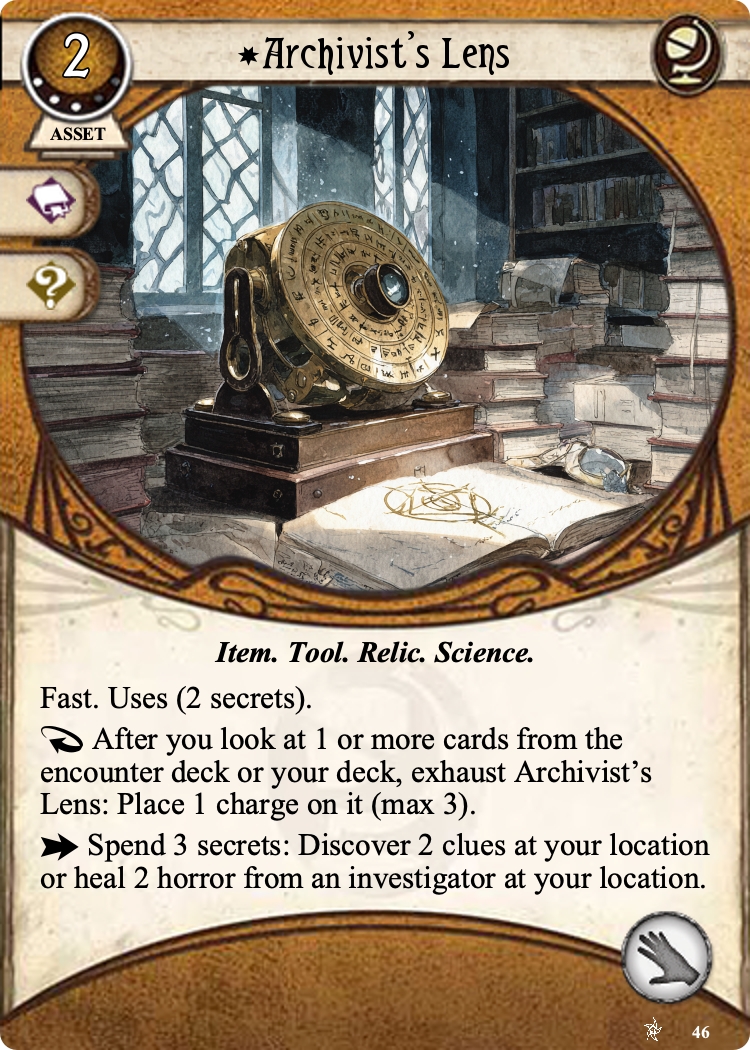 2
Archivist's Lens
ASSET
?
Item. Tool. Relic. Science.
Fast. Uses (2 secrets).
After you look at 1 or more cards from the
encounter deck or your deck, exhaust Archivist's
Lens: Place 1 charge on it (max 3).
Spend 3 secrets: Discover 2 clues at your location
or heal 2 horror from an investigator at your location.
46